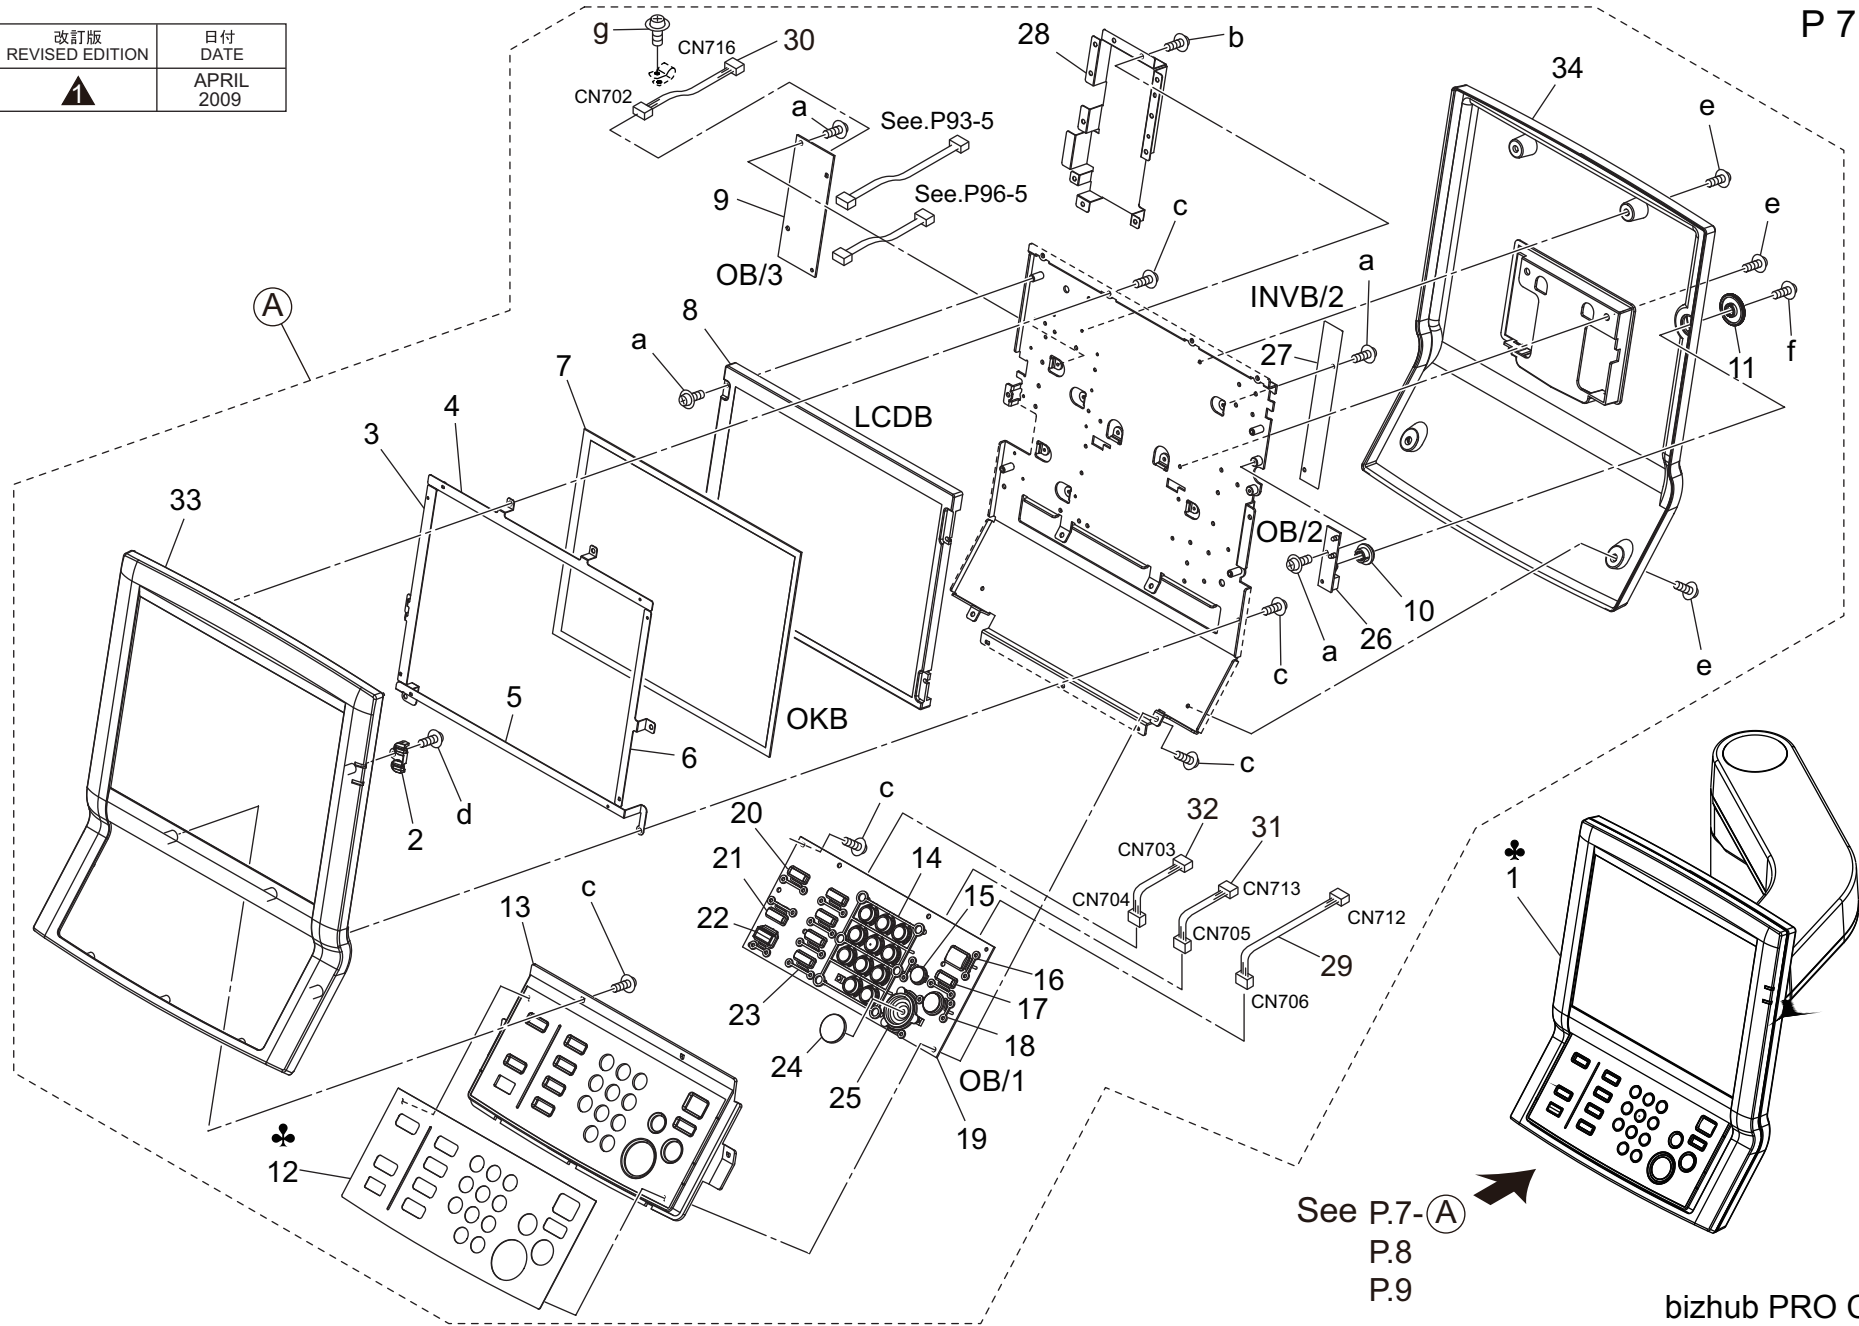 改訂版 日付
REVISED EDITION DATE
1 APRIL
2009
P 7
g
CN716
30
CN702
28
b
34
a
See.P93-5
e
9
See.P96-5
c
e
OB/3
A
INVB/2
a
8
27
a
7
11
f
LCDB
4
3
33
OB/2
10
26
a
c
e
5
OKB
6
d
2
c
20
c
32
31
21
14
CN703
22
15
CN704
CN713
♣
1
13
c
CN705
CN712
16
29
23
17
CN706
24
18
25
OB/1
19
♣
12
See P.7-A
P.8
P.9
bizhub PRO